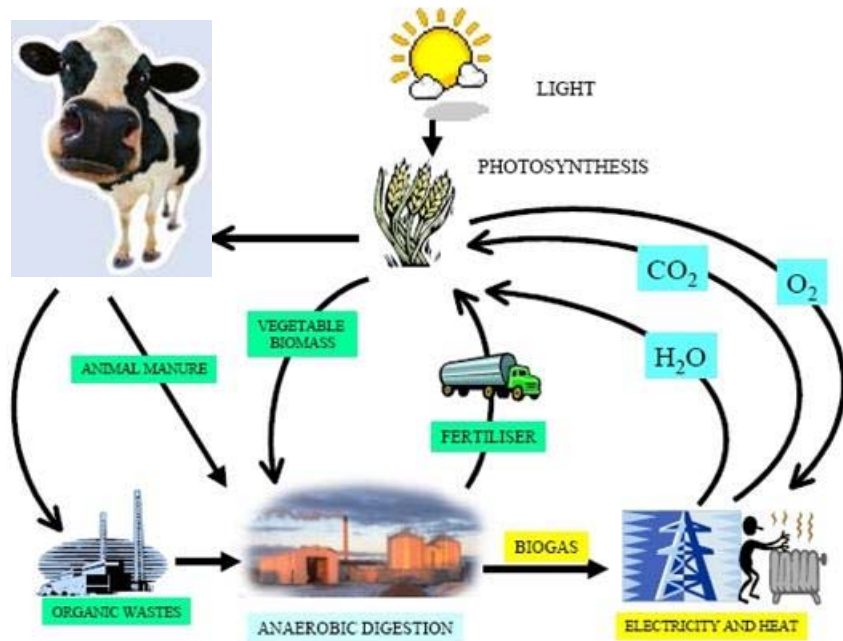 LIGHT
PHOTOSYNTHESIS
CO₂
O₂
VEGETABLE
BIOMASS
H₂O
ANIMAL MANURE
FERTILISER
BIOGAS
ORGANIC WASTES
ANAEROBIC DIGESTION
ELECTRICITY AND HEAT